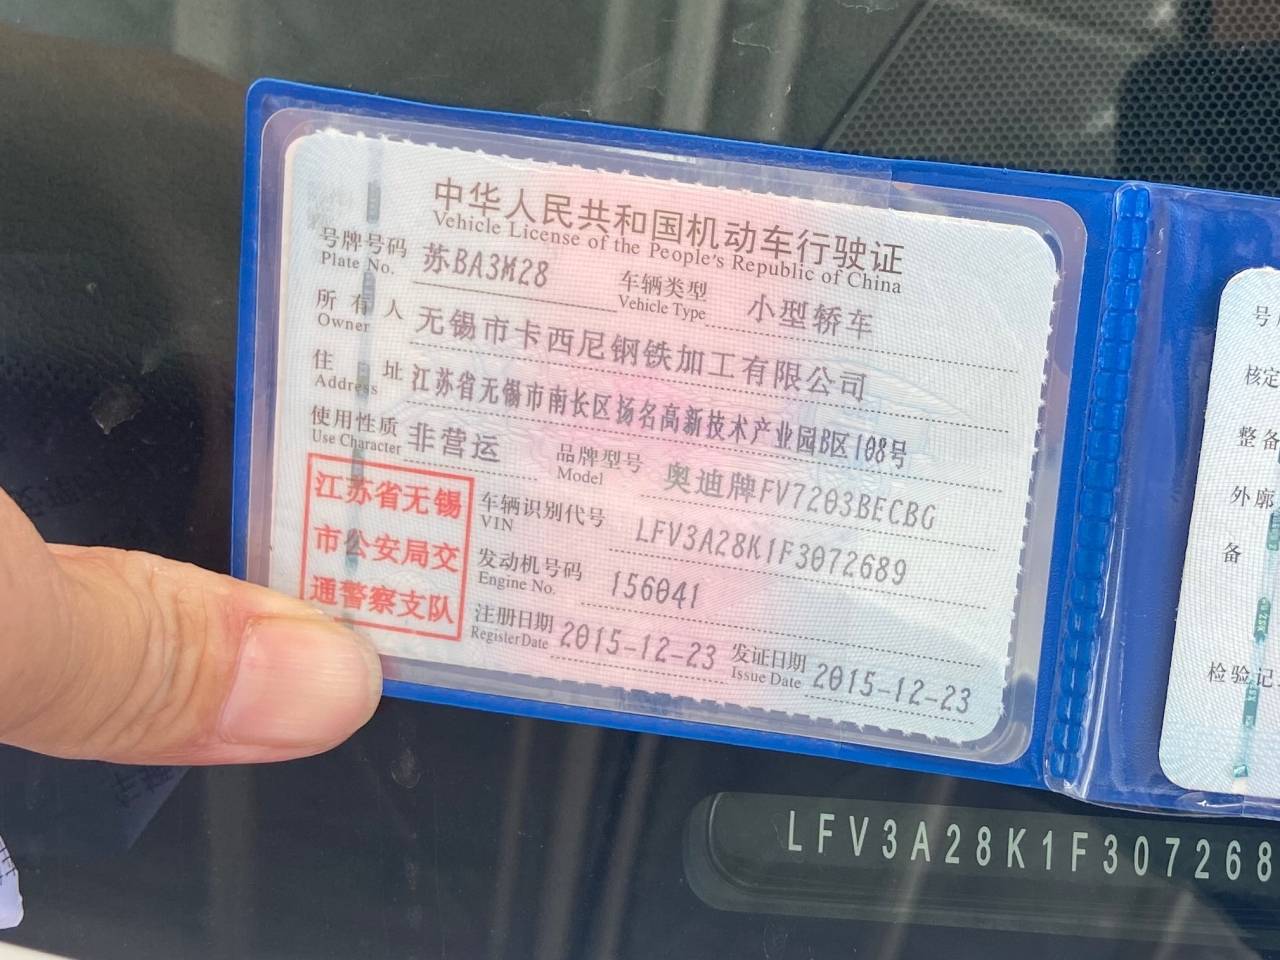 中华人民共和国机动车行驶证
Vehicle License of the People's Republic of China
号牌号码 苏BA3M28 车辆类型 小型轿车
Plate No. Vehicle Type
所有人 无锡市卡西尼钢铁加工有限公司
Owner
住址 江苏省无锡市南长区扬名高新技术产业园B区108号
Address
使用性质 非营运 品牌型号 奥迪牌FV7203BECBG
Use Character Model
江苏省无锡
市公安局交
通警察支队
车辆识别代号 LFV3A28K1F3072689
VIN
发动机号码 156041
Engine No.
注册日期 2015-12-23 发证日期 2015-12-23
Register Date Issue Date
号
核定
整备
外廓
备
检验记
LFV3A28K1F307268